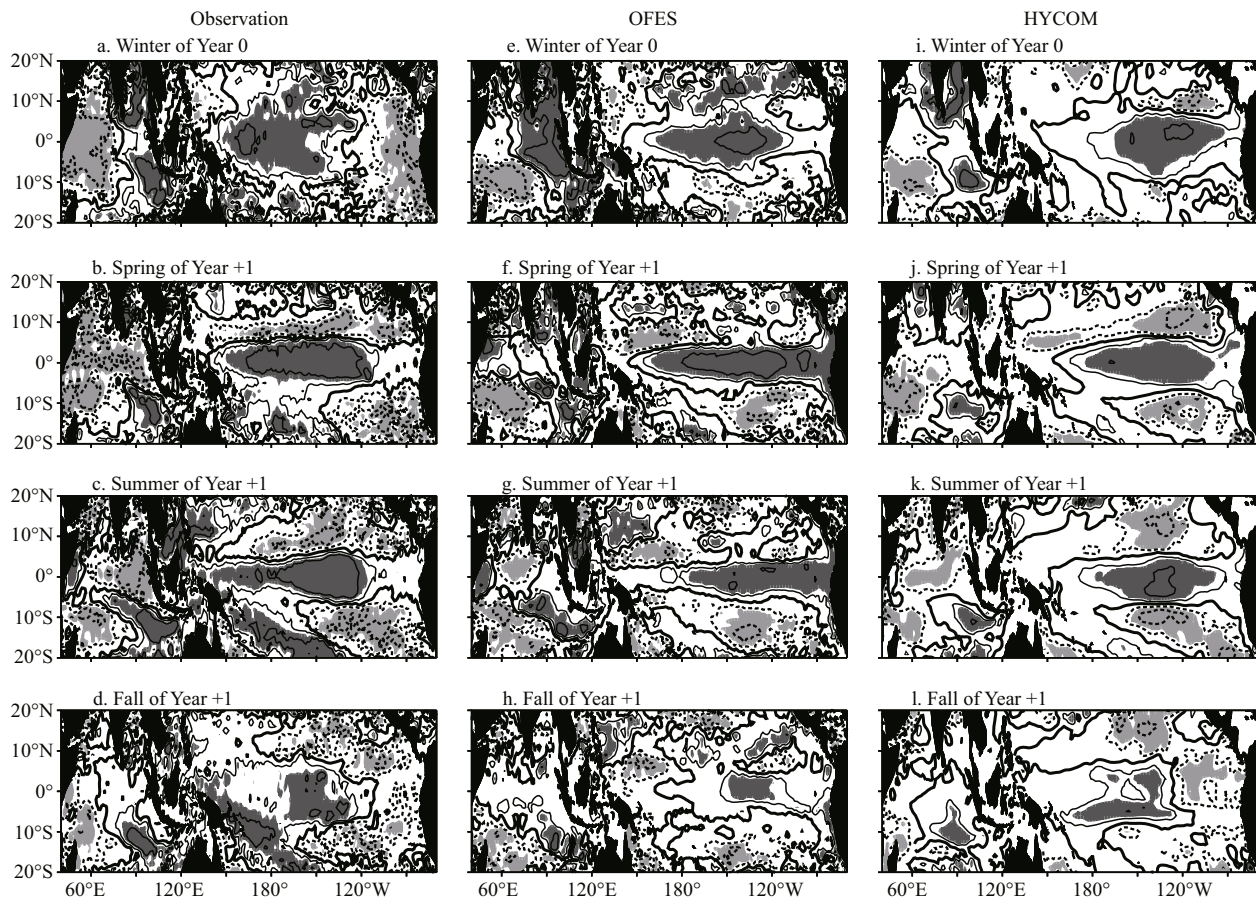 Observation OFES HYCOM
a. Winter of Year 0 e. Winter of Year 0 i. Winter of Year 0
20°N
10°N
0°
10°S
20°S
b. Spring of Year +1 f. Spring of Year +1 j. Spring of Year +1
20°N
10°N
0°
10°S
20°S
c. Summer of Year +1 g. Summer of Year +1 k. Summer of Year +1
20°N
10°N
0°
10°S
20°S
d. Fall of Year +1 h. Fall of Year +1 l. Fall of Year +1
20°N
10°N
0°
10°S
20°S
60°E 120°E 180° 120°W 60°E 120°E 180° 120°W 60°E 120°E 180° 120°W